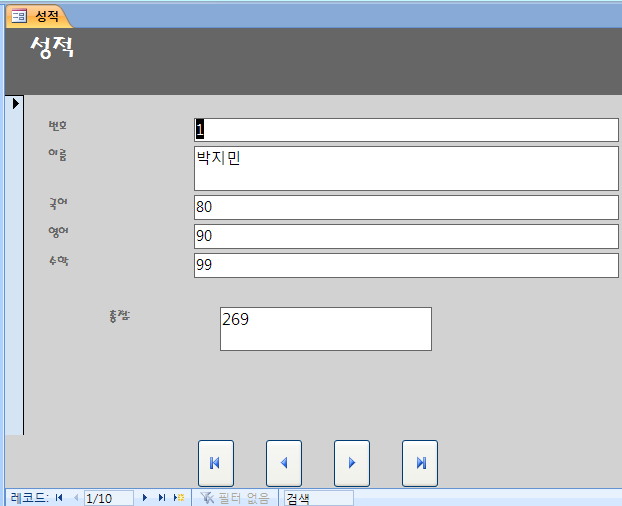 성적
성적
번호 1
이름 박지민
국어 80
영어 90
수학 99
총점: 269
레코드: 1/10 필터 없음 검색